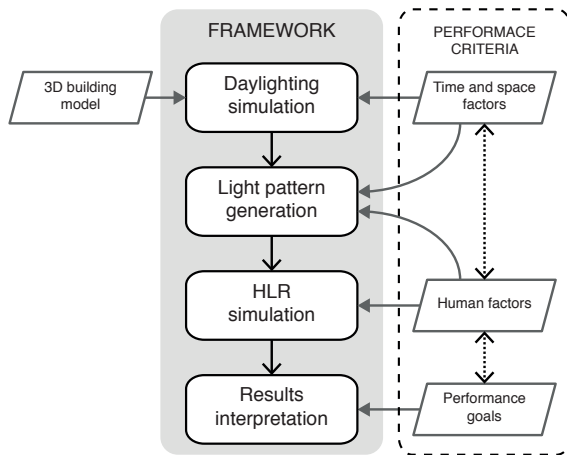 FRAMEWORK
PERFORMACE
CRITERIA
3D building
model
Daylighting
simulation
Time and space
factors
Light pattern
generation
HLR
simulation
Human factors
Results
interpretation
Performance
goals